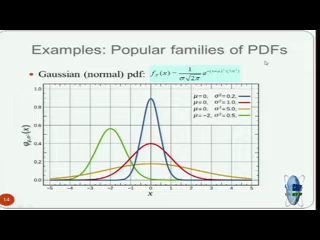 Examples: Popular families of PDFs
• Gaussian (normal) pdf:
1.0
0.8
0.6
0.4
0.2
0.0
μ=0, σ²=0.2,
μ=0, σ²=1.0,
μ=0, σ²=5.0,
μ=-2, σ²=0.5,
-5 -4 -3 -2 -1 0 1 2 3 4 5
x
14